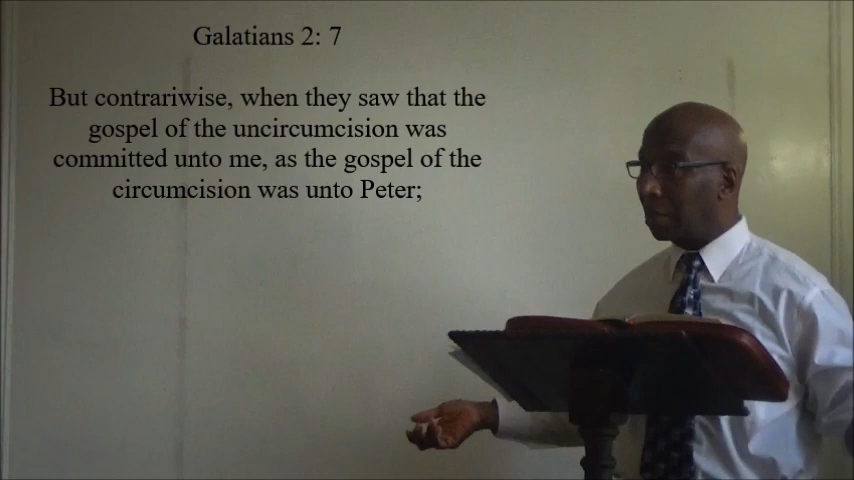 Galatians 2: 7
But contrariwise, when they saw that the
gospel of the uncircumcision was
committed unto me, as the gospel of the
circumcision was unto Peter;